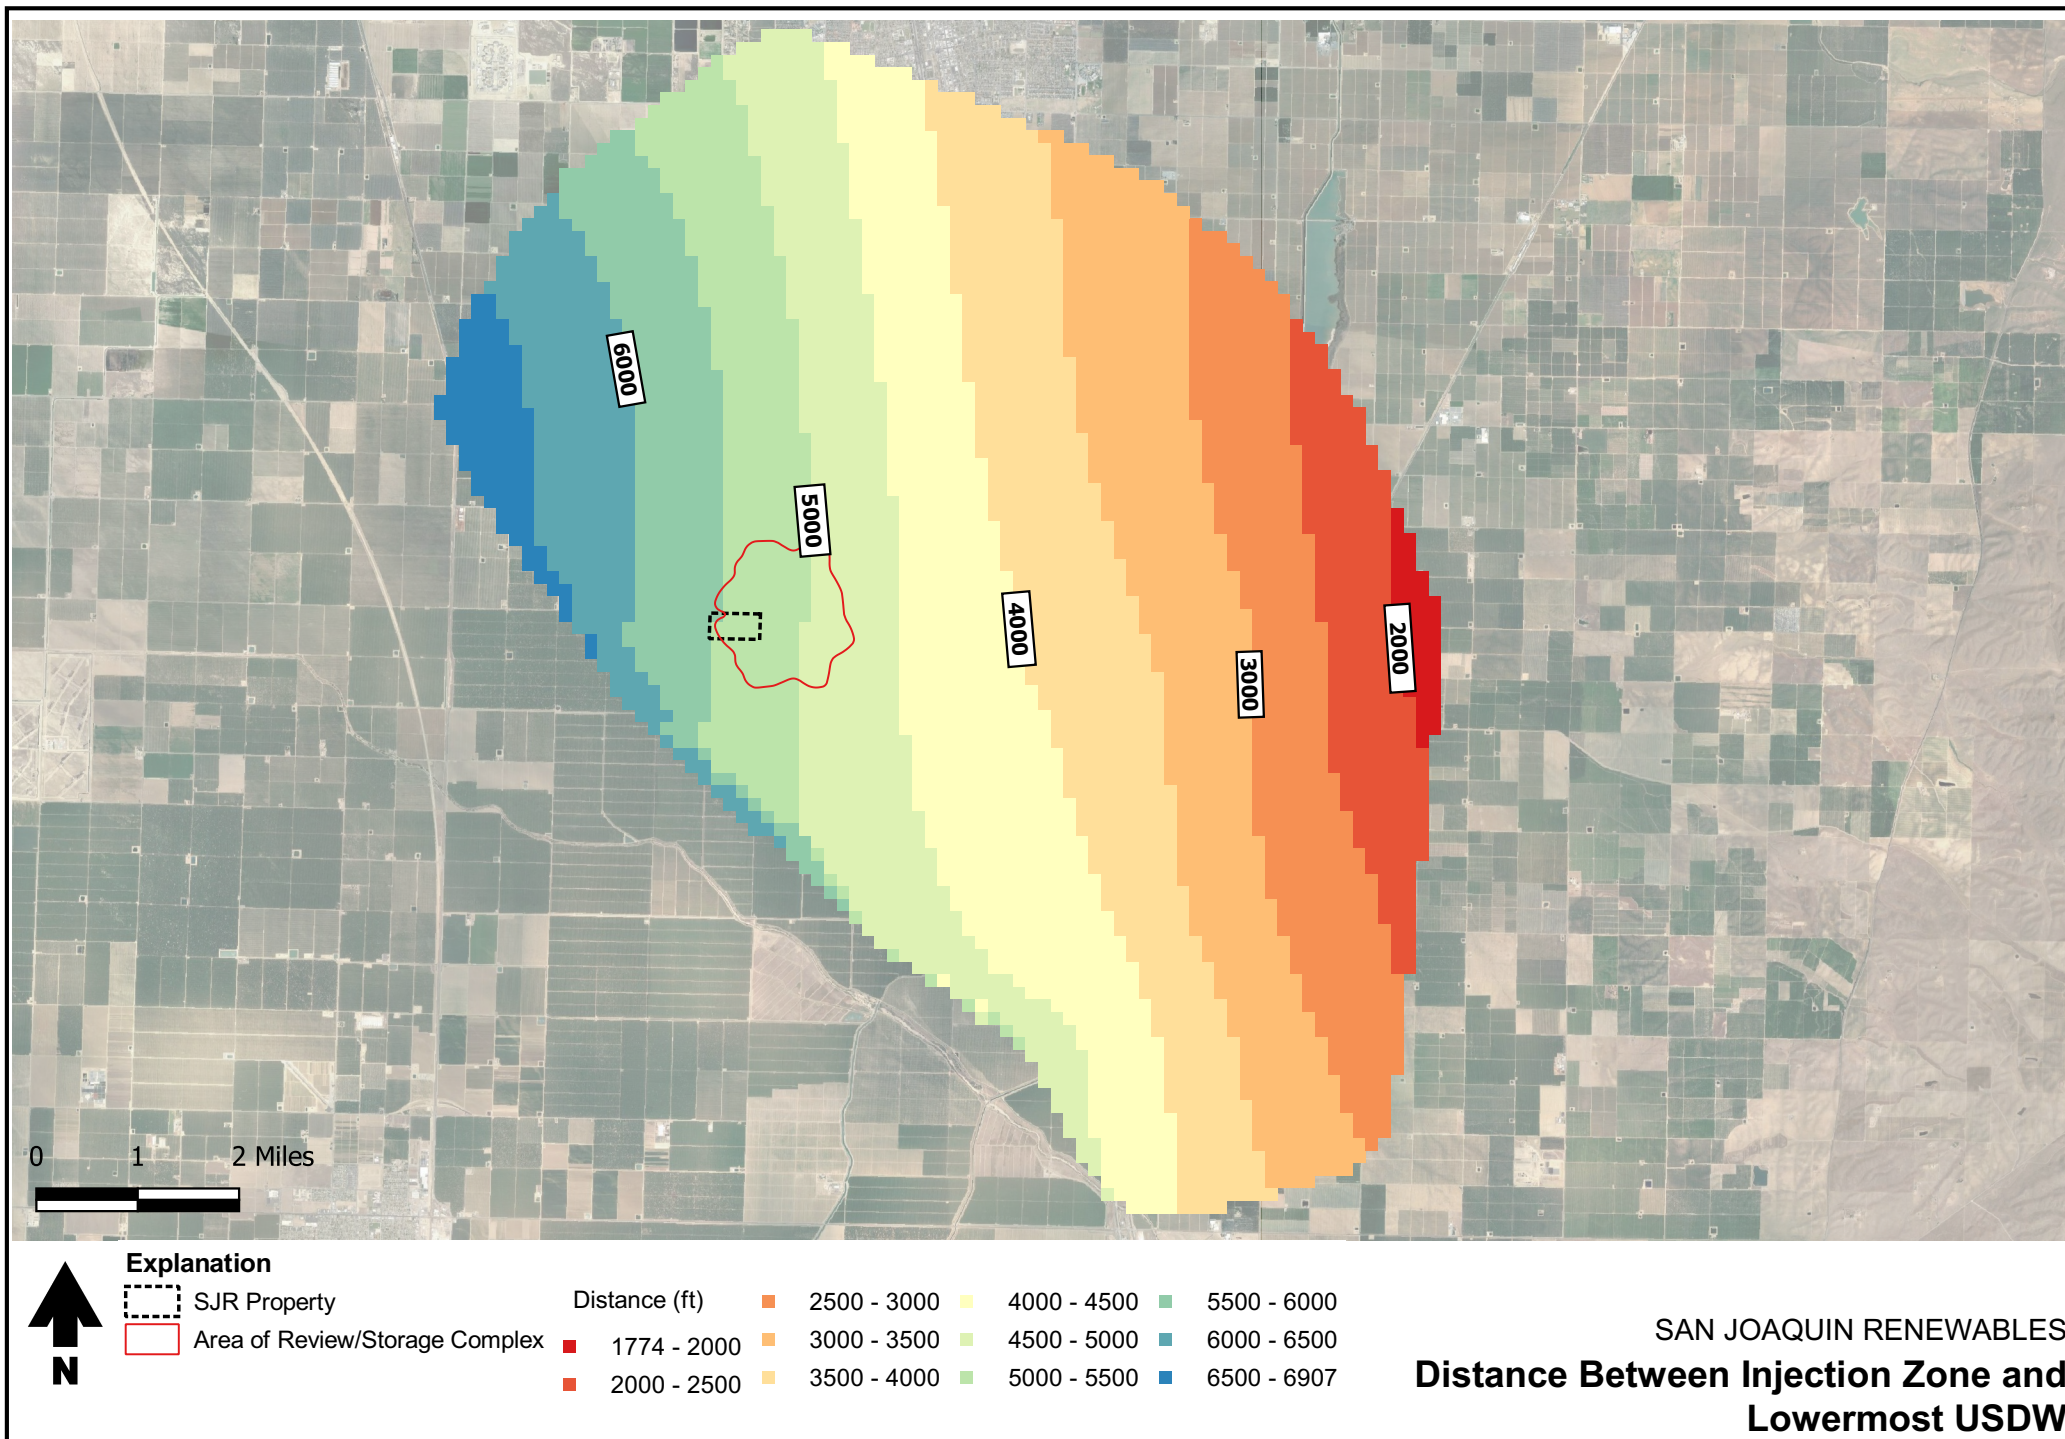 6000
5000
4000
3000
2000
0 1 2 Miles
N
Explanation
SJR Property
Area of Review/Storage Complex
Distance (ft)
1774 - 2000
2000 - 2500
2500 - 3000
3000 - 3500
3500 - 4000
4000 - 4500
4500 - 5000
5000 - 5500
5500 - 6000
6000 - 6500
6500 - 6907
SAN JOAQUIN RENEWABLES
Distance Between Injection Zone and
Lowermost USDW